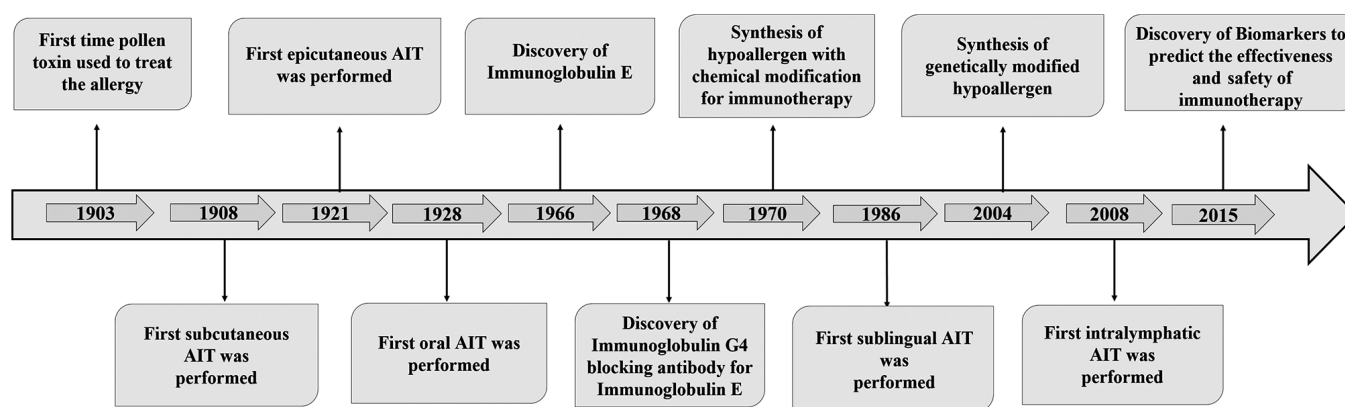 First time pollen
toxin used to treat
the allergy
First epicutaneous AIT
was performed
Discovery of
Immunoglobulin E
Synthesis of
hypoallergen with
chemical modification
for immunotherapy
Synthesis of
genetically modified
hypoallergen
Discovery of Biomarkers to
predict the effectiveness
and safety of
immunotherapy
1903 1908 1921 1928 1966 1968 1970 1986 2004 2008 2015
First subcutaneous
AIT was
performed
First oral AIT was
performed
Discovery of
Immunoglobulin G4
blocking antibody for
Immunoglobulin E
First sublingual AIT
was
performed
First intralymphatic
AIT was
performed